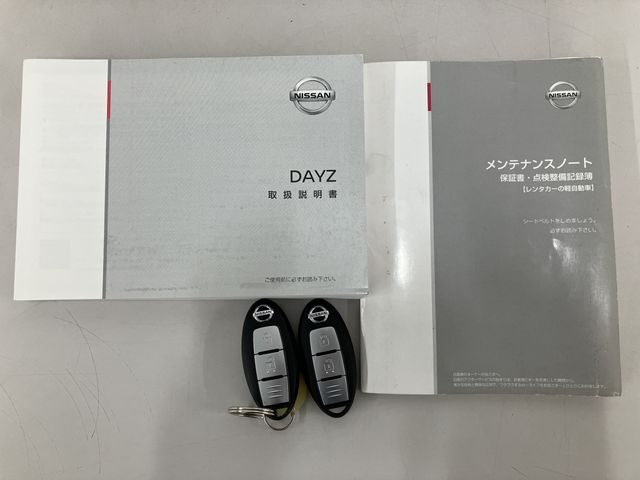 NISSAN
DAYZ
取扱説明書
ご使用前に必ずお読み下さい。
NISSAN
メンテナンスノート
保証書・点検整備記録簿
【レンタカーの軽自動車】
シートベルトをしめましょう。
必ずお読み下さい。
NISSAN
NISSAN